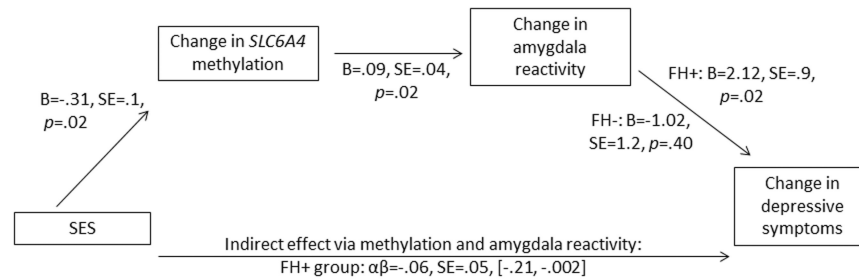 Change in SLC6A4
methylation
B=.09, SE=.04,
p=.02
Change in
amygdala
reactivity
B=-.31, SE=.1,
p=.02
FH+: B=2.12, SE=.9,
p=.02
FH-: B=-1.02,
SE=1.2, p=.40
SES
Change in
depressive
symptoms
Indirect effect via methylation and amygdala reactivity:
FH+ group: αβ=-.06, SE=.05, [-.21, -.002]